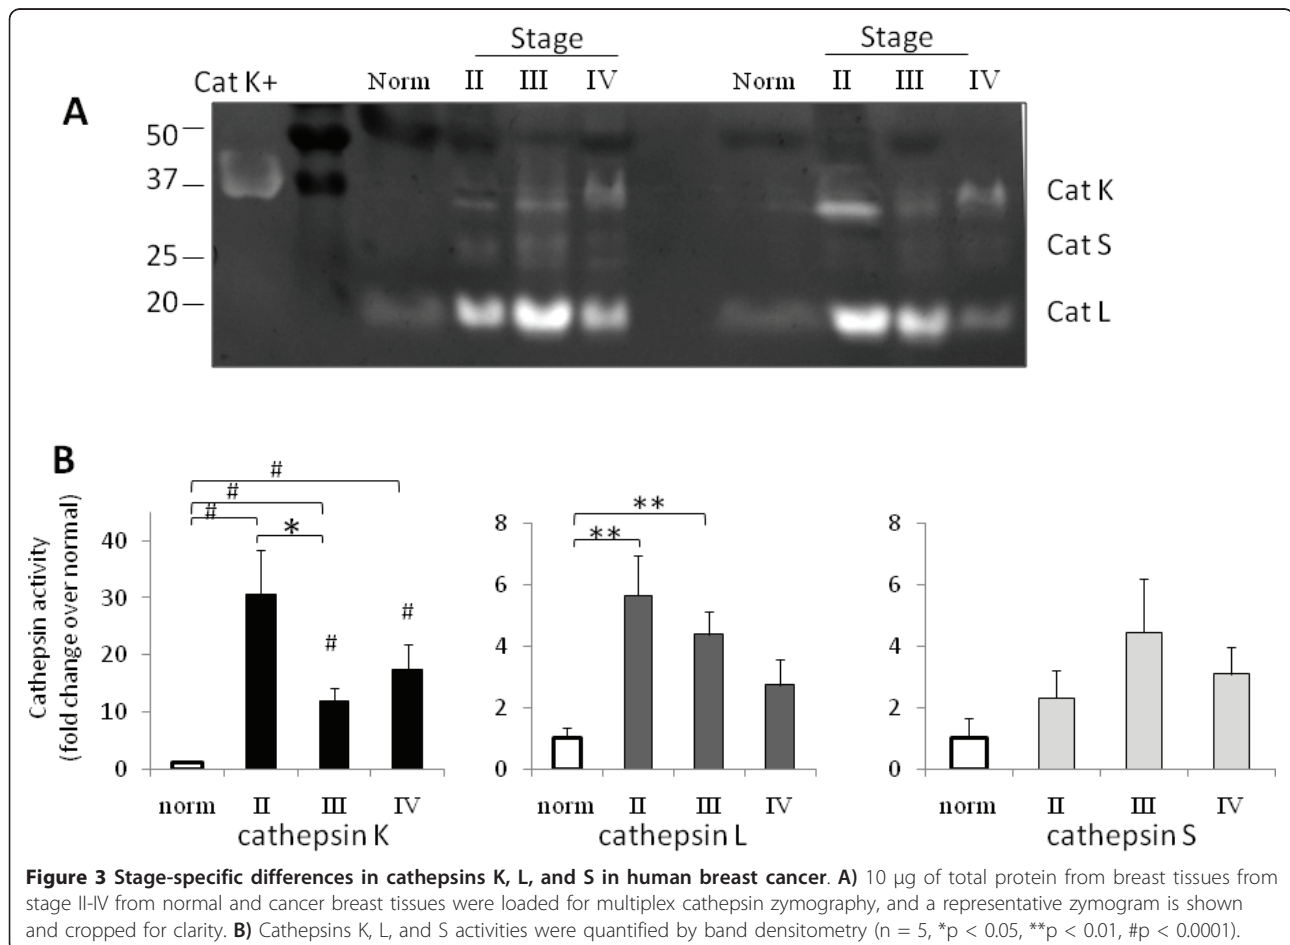 Stage Stage
Cat K+ Norm II III IV Norm II III IV
A
50
37
25
20
Cat K
Cat S
Cat L
B
Cathepsin activity
(fold change over normal)
# # # *
# #
40
30
20
10
0
norm II III IV
cathepsin K
** **
8
6
4
2
0
norm II III IV
cathepsin L
8
6
4
2
0
norm II III IV
cathepsin S
Figure 3 Stage-specific differences in cathepsins K, L, and S in human breast cancer. A) 10 µg of total protein from breast tissues from
stage II-IV from normal and cancer breast tissues were loaded for multiplex cathepsin zymography, and a representative zymogram is shown
and cropped for clarity. B) Cathepsins K, L, and S activities were quantified by band densitometry (n = 5, *p < 0.05, **p < 0.01, #p < 0.0001).